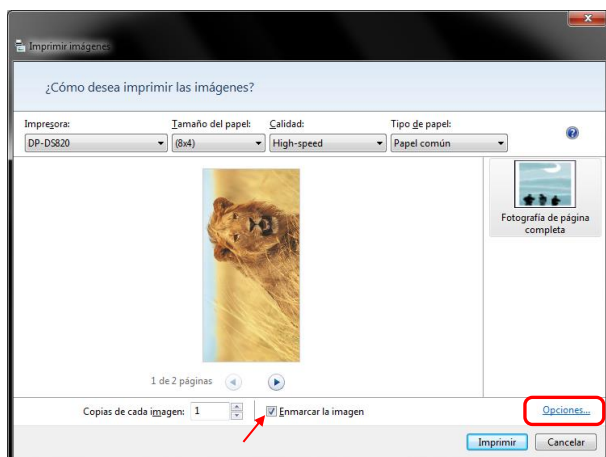 Imprimir imágenes
¿Cómo desea imprimir las imágenes?
Impresora: Tamaño del papel: Calidad: Tipo de papel:
DP-DS820 (8x4) High-speed Papel común
Fotografía de página
completa
1 de 2 páginas
Copias de cada imagen: 1 Enmarcar la imagen Opciones...
Imprimir Cancelar